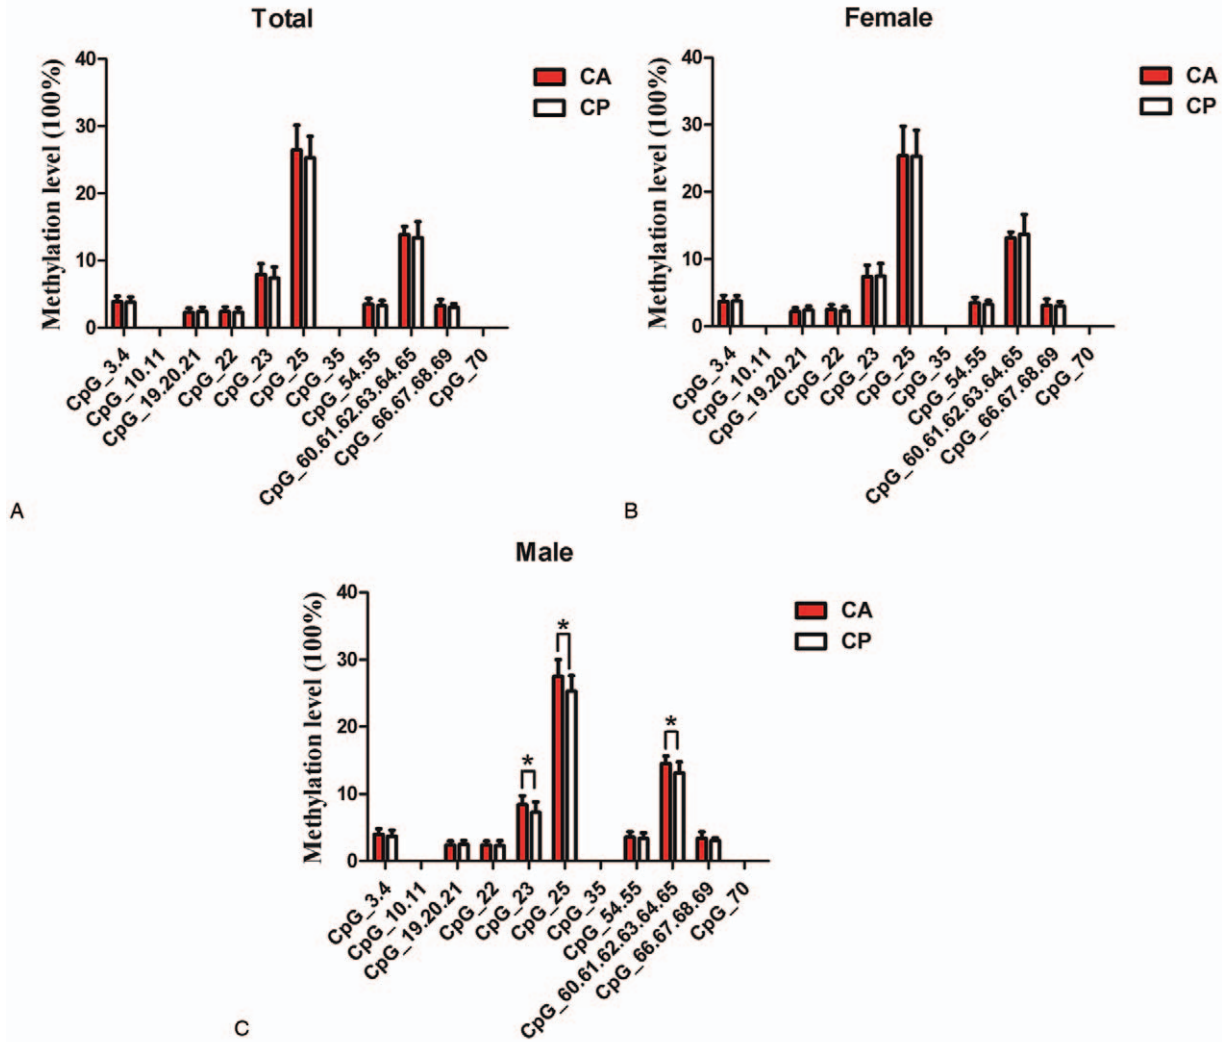 Total
Methylation level (100%)
40
30
20
10
0
CA
CP
CpG_3.4
CpG_10.11
CpG_19.20.21
CpG_22
CpG_23
CpG_25
CpG_35
CpG_54.55
CpG_60.61.62.63.64.65
CpG_66.67.68.69
CpG_70
A
Female
Methylation level (100%)
40
30
20
10
0
CA
CP
CpG_3.4
CpG_10.11
CpG_19.20.21
CpG_22
CpG_23
CpG_25
CpG_35
CpG_54.55
CpG_60.61.62.63.64.65
CpG_66.67.68.69
CpG_70
B
Male
Methylation level (100%)
40
30
20
10
0
*
*
*
CA
CP
CpG_3.4
CpG_10.11
CpG_19.20.21
CpG_22
CpG_23
CpG_25
CpG_35
CpG_54.55
CpG_60.61.62.63.64.65
CpG_66.67.68.69
CpG_70
C